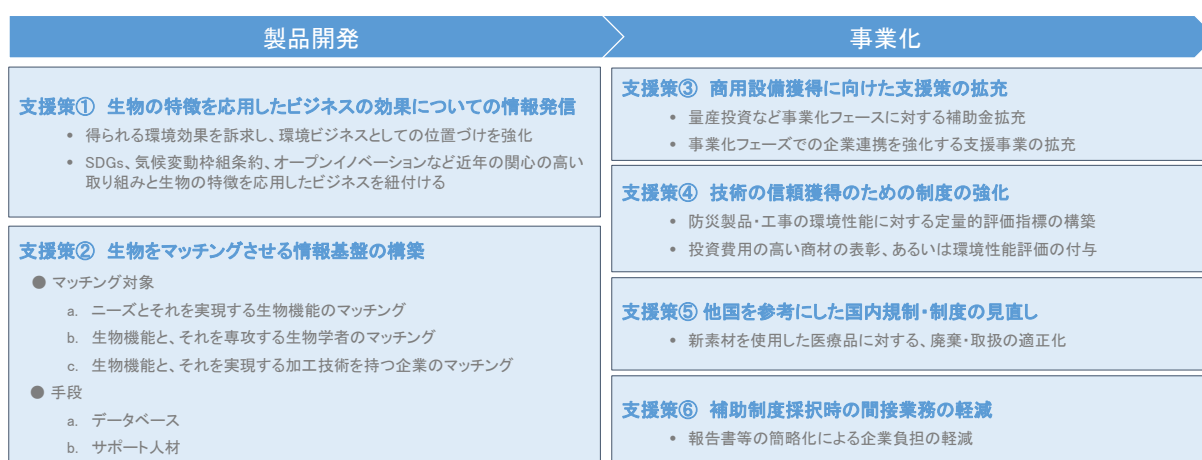 製品開発
事業化
支援策① 生物の特徴を応用したビジネスの効果についての情報発信
• 得られる環境効果を訴求し、環境ビジネスとしての位置づけを強化
• SDGs、気候変動枠組条約、オープンイノベーションなど近年の関心の高い
取り組みと生物の特徴を応用したビジネスを紐付ける
支援策② 生物をマッチングさせる情報基盤の構築
● マッチング対象
a. ニーズとそれを実現する生物機能のマッチング
b. 生物機能と、それを専攻する生物学者のマッチング
c. 生物機能と、それを実現する加工技術を持つ企業のマッチング
● 手段
a. データベース
b. サポート人材
支援策③ 商用設備獲得に向けた支援策の拡充
• 量産投資など事業化フェースに対する補助金拡充
• 事業化フェーズでの企業連携を強化する支援事業の拡充
支援策④ 技術の信頼獲得のための制度の強化
• 防災製品・工事の環境性能に対する定量的評価指標の構築
• 投資費用の高い商材の表彰、あるいは環境性能評価の付与
支援策⑤ 他国を参考にした国内規制・制度の見直し
• 新素材を使用した医療品に対する、廃棄・取扱の適正化
支援策⑥ 補助制度採択時の間接業務の軽減
• 報告書等の簡略化による企業負担の軽減